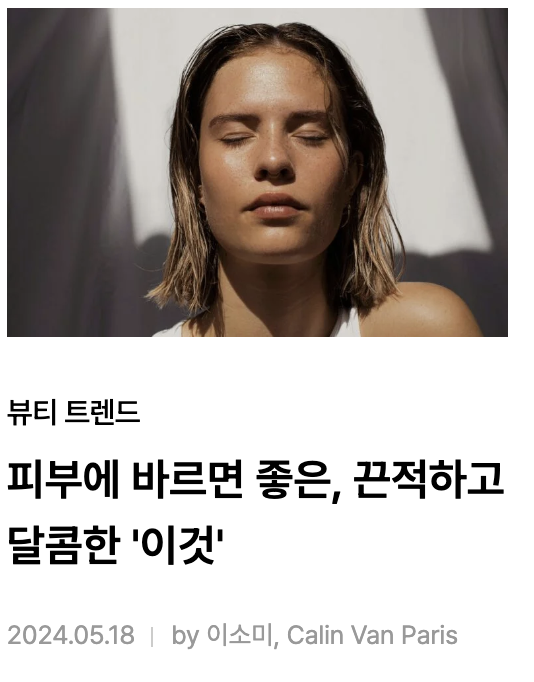 뷰티 트렌드
피부에 바르면 좋은, 끈적하고
달콤한 '이것'
2024.05.18 | by 이소미, Calin Van Paris